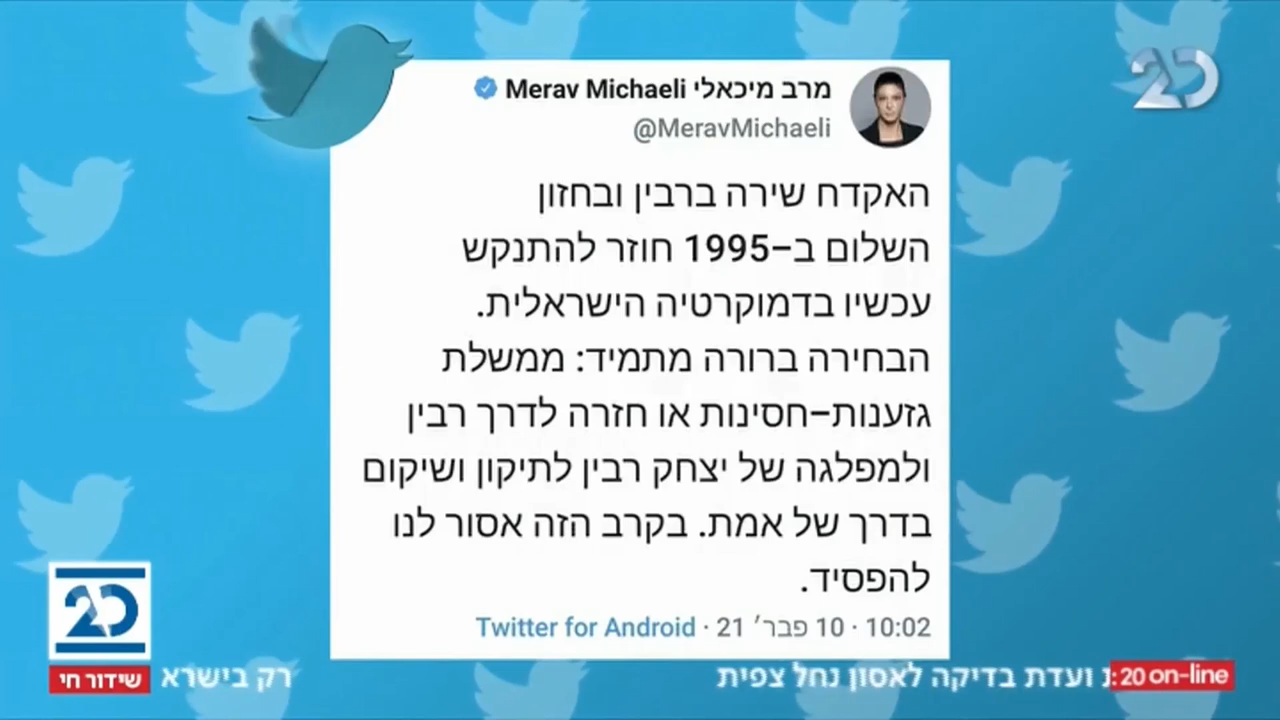 20
מרב מיכאלי Merav Michaeli
@MeravMichaeli
האקדח שירה ברבין ובחזון
השלום ב–1995 חוזר להתנקש
עכשיו בדמוקרטיה הישראלית.
הבחירה ברורה מתמיד: ממשלת
גזענות–חסינות או חזרה לדרך רבין
ולמפלגה של יצחק רבין לתיקון ושיקום
בדרך של אמת. בקרב הזה אסור לנו
להפסיד.
10:02 · 10 פבר׳ 21 · Twitter for Android
20
שידור חי
20 on-line
ועדת בדיקה לאסון נחל צפית
רק בישרא